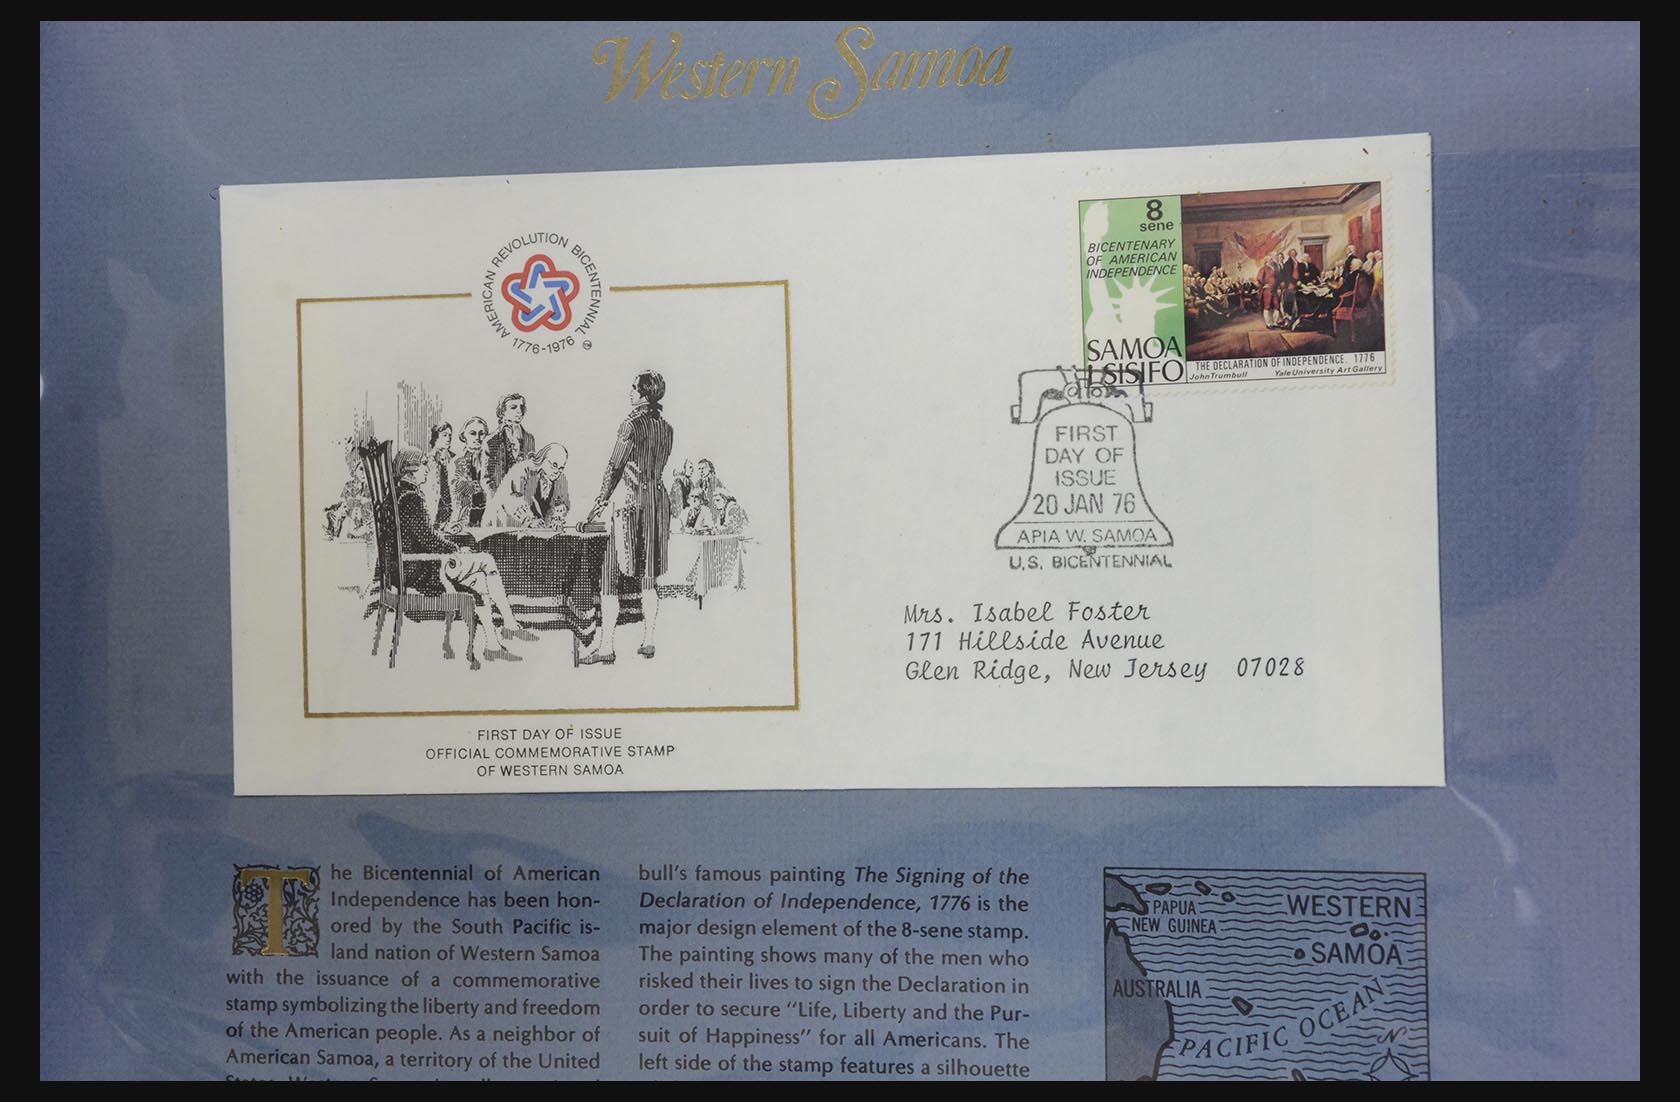 Western Samoa
AMERICAN REVOLUTION BICENTENNIAL
1776-1976
8
sene
BICENTENARY
OF AMERICAN
INDEPENDENCE
SAMOA
I SISIFO
THE DECLARATION OF INDEPENDENCE. 1776
John Trumbull Yale University Art Gallery
FIRST
DAY OF
ISSUE
20 JAN 76
APIA W. SAMOA
U.S. BICENTENNIAL
Mrs. Isabel Foster
171 Hillside Avenue
Glen Ridge, New Jersey 07028
FIRST DAY OF ISSUE
OFFICIAL COMMEMORATIVE STAMP
OF WESTERN SAMOA
The Bicentennial of American
Independence has been hon-
ored by the South Pacific is-
land nation of Western Samoa
with the issuance of a commemorative
stamp symbolizing the liberty and freedom
of the American people. As a neighbor of
American Samoa, a territory of the United
bull's famous painting The Signing of the
Declaration of Independence, 1776 is the
major design element of the 8-sene stamp.
The painting shows many of the men who
risked their lives to sign the Declaration in
order to secure "Life, Liberty and the Pur-
suit of Happiness" for all Americans. The
left side of the stamp features a silhouette
PAPUA
NEW GUINEA
WESTERN
SAMOA
AUSTRALIA
PACIFIC OCEAN
N